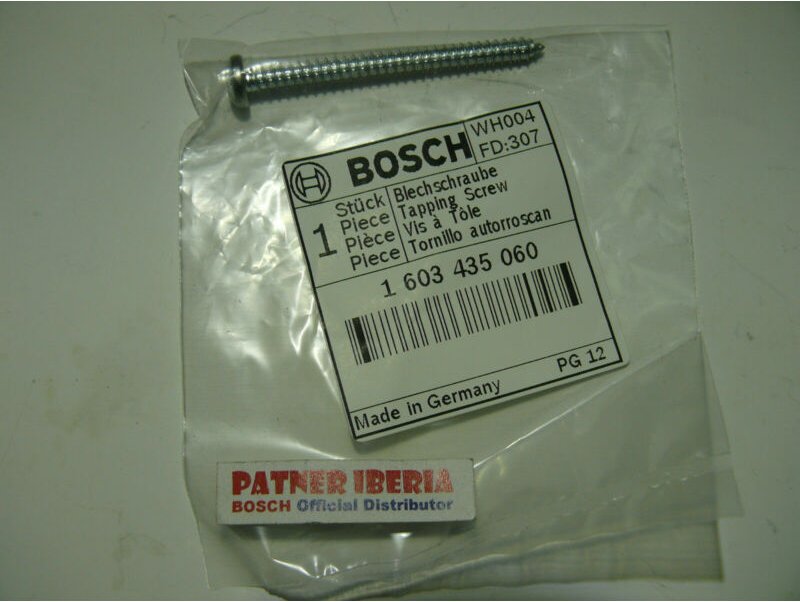 BOSCH
WH004
FD:307
1
Stück
Piece
Pièce
Piece
Blechschraube
Tapping Screw
Vis à Tôle
Tornillo autorroscan
1 603 435 060
PG 12
Made in Germany
PATNER IBERIA
BOSCH Official Distributor